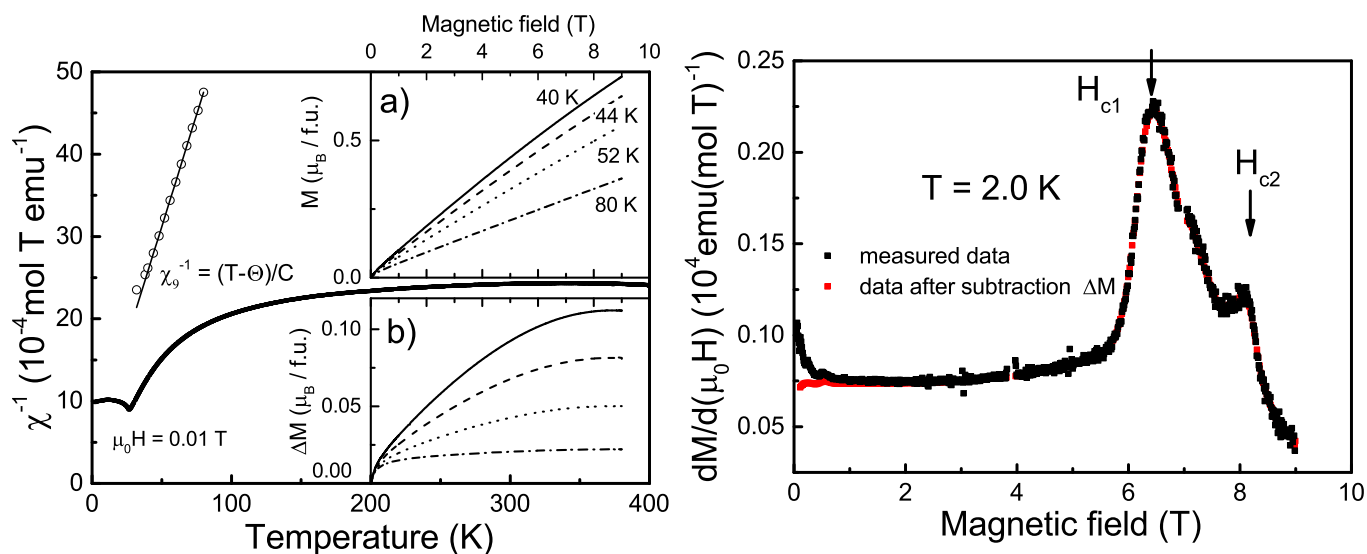 Magnetic field (T)
0 2 4 6 8 10
50
40
30
20
10
0
χ⁻¹ (10⁻⁴mol T emu⁻¹)
a)
M (μ_B / f.u.)
0.5
0.0
40 K
44 K
52 K
80 K
χ₉⁻¹ = (T-Θ)/C
b)
ΔM (μ_B / f.u.)
0.10
0.05
0.00
μ₀H = 0.01 T
0 100 200 300 400
Temperature (K)
0.25
0.20
0.15
0.10
0.05
dM/d(μ₀H) (10⁴emu(mol T)⁻¹)
H_c1
H_c2
T = 2.0 K
measured data
data after subtraction ΔM
0 2 4 6 8 10
Magnetic field (T)